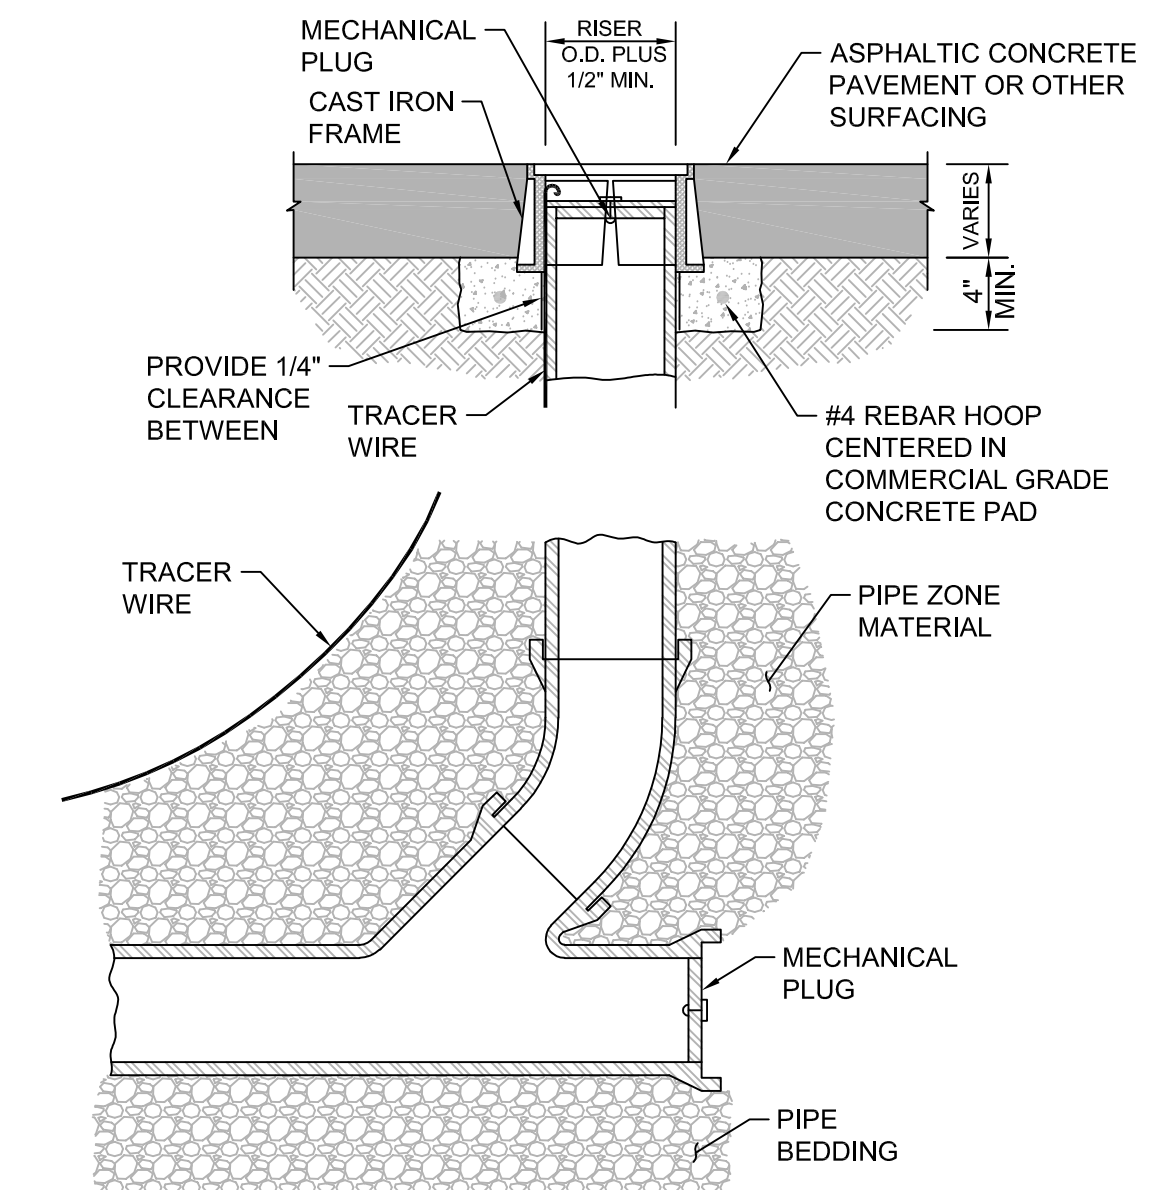 MECHANICAL
PLUG
RISER
O.D. PLUS
1/2" MIN.
ASPHALTIC CONCRETE
PAVEMENT OR OTHER
SURFACING
CAST IRON
FRAME
VARIES
4"
MIN.
PROVIDE 1/4"
CLEARANCE
BETWEEN
TRACER
WIRE
#4 REBAR HOOP
CENTERED IN
COMMERCIAL GRADE
CONCRETE PAD
TRACER
WIRE
PIPE ZONE
MATERIAL
MECHANICAL
PLUG
PIPE
BEDDING